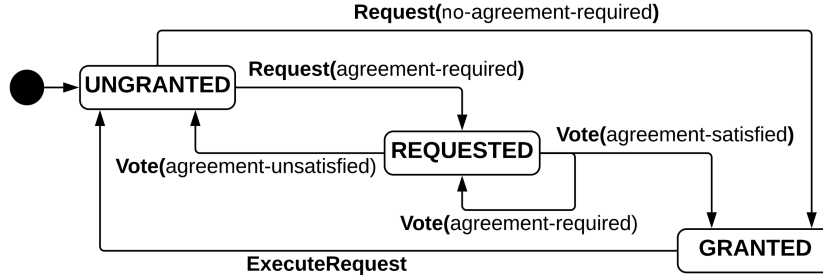 Request(no-agreement-required)
Request(agreement-required)
UNGRANTED
Vote(agreement-satisfied)
REQUESTED
Vote(agreement-unsatisfied)
Vote(agreement-required)
GRANTED
ExecuteRequest